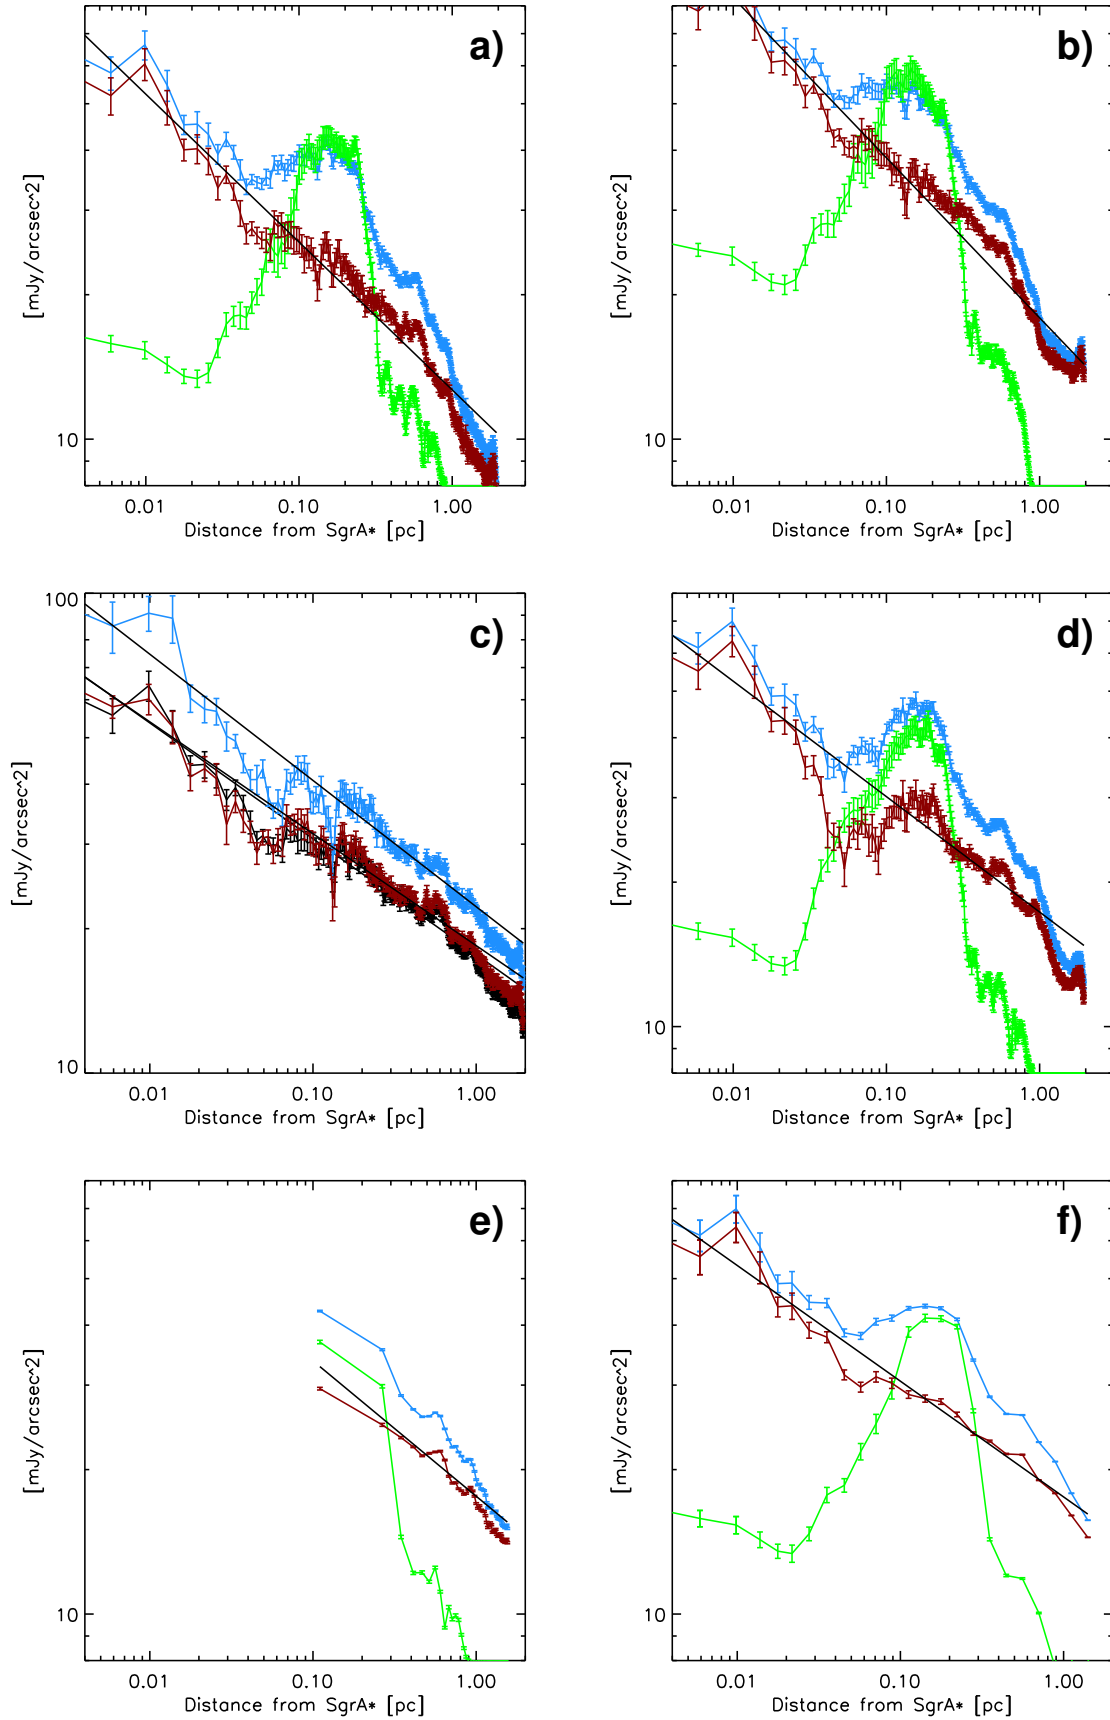 a)
[mJy/arcsec^2]
10
0.01 0.10 1.00
Distance from SgrA* [pc]
b)
[mJy/arcsec^2]
10
0.01 0.10 1.00
Distance from SgrA* [pc]
c)
100
[mJy/arcsec^2]
10
0.01 0.10 1.00
Distance from SgrA* [pc]
d)
[mJy/arcsec^2]
10
0.01 0.10 1.00
Distance from SgrA* [pc]
e)
[mJy/arcsec^2]
10
0.01 0.10 1.00
Distance from SgrA* [pc]
f)
[mJy/arcsec^2]
10
0.01 0.10 1.00
Distance from SgrA* [pc]